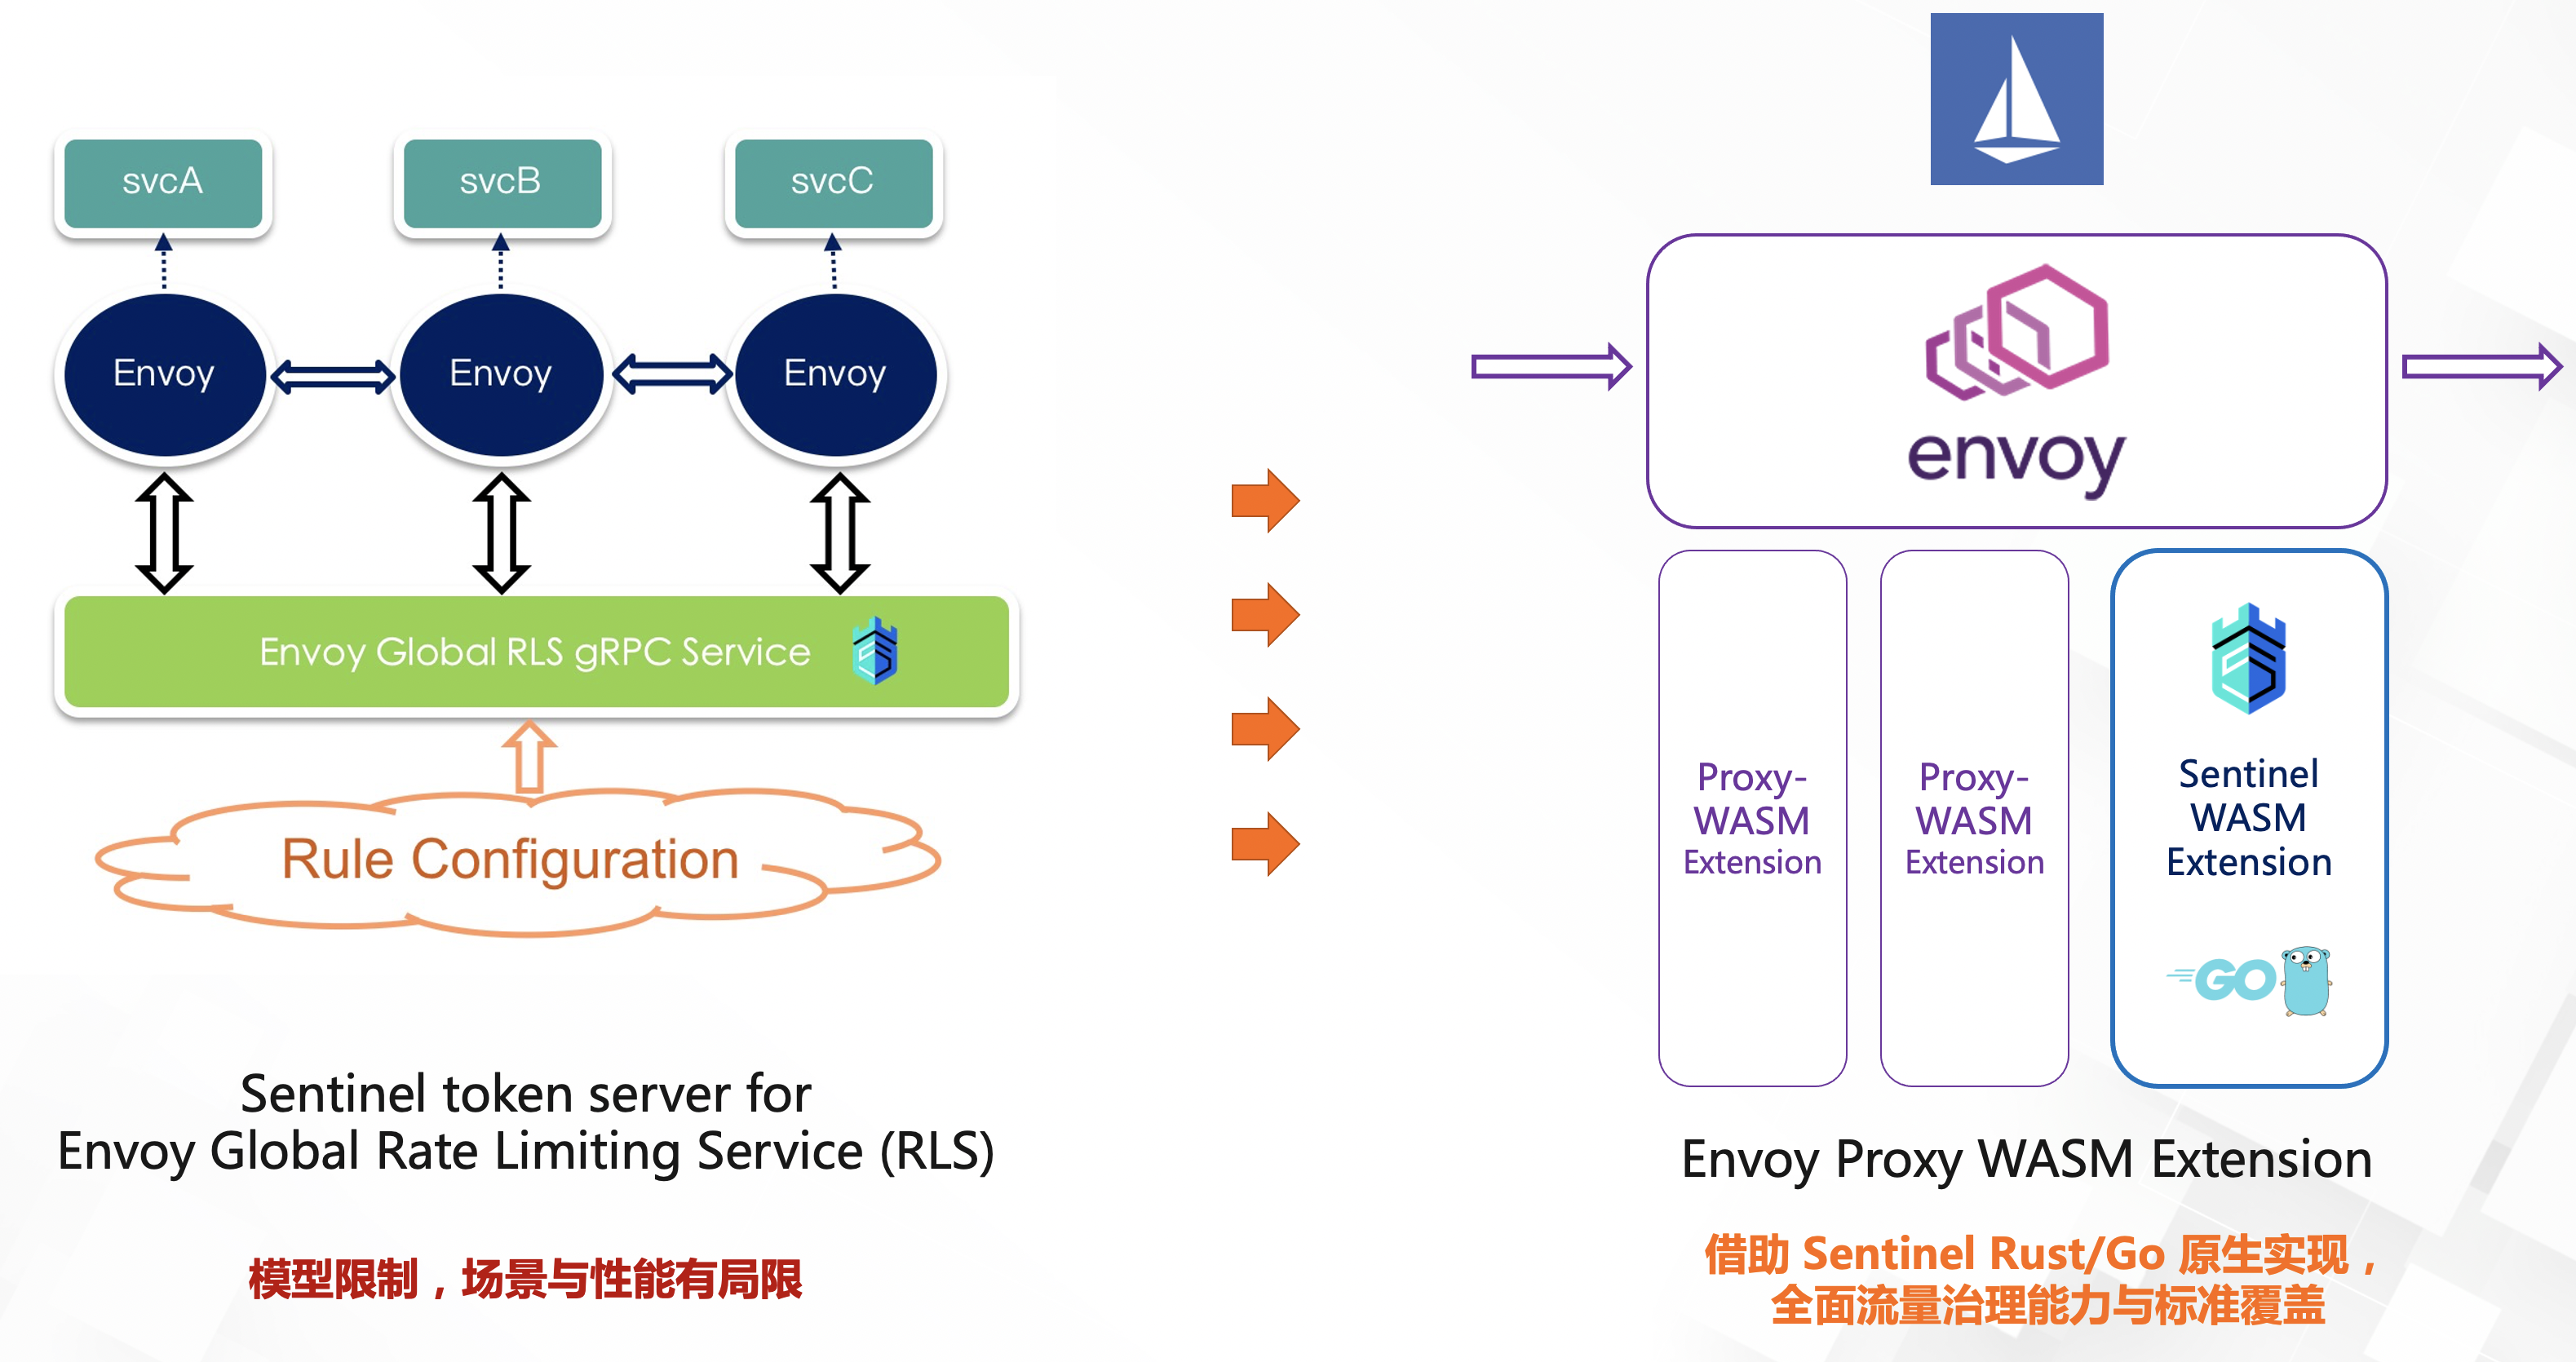 svcA
svcB
svcC
Envoy
Envoy
Envoy
Envoy Global RLS gRPC Service
Rule Configuration
Sentinel token server for
Envoy Global Rate Limiting Service (RLS)
模型限制，场景与性能有局限
envoy
Proxy-
WASM
Extension
Proxy-
WASM
Extension
Sentinel
WASM
Extension
GO
Envoy Proxy WASM Extension
借助 Sentinel Rust/Go 原生实现，
全面流量治理能力与标准覆盖